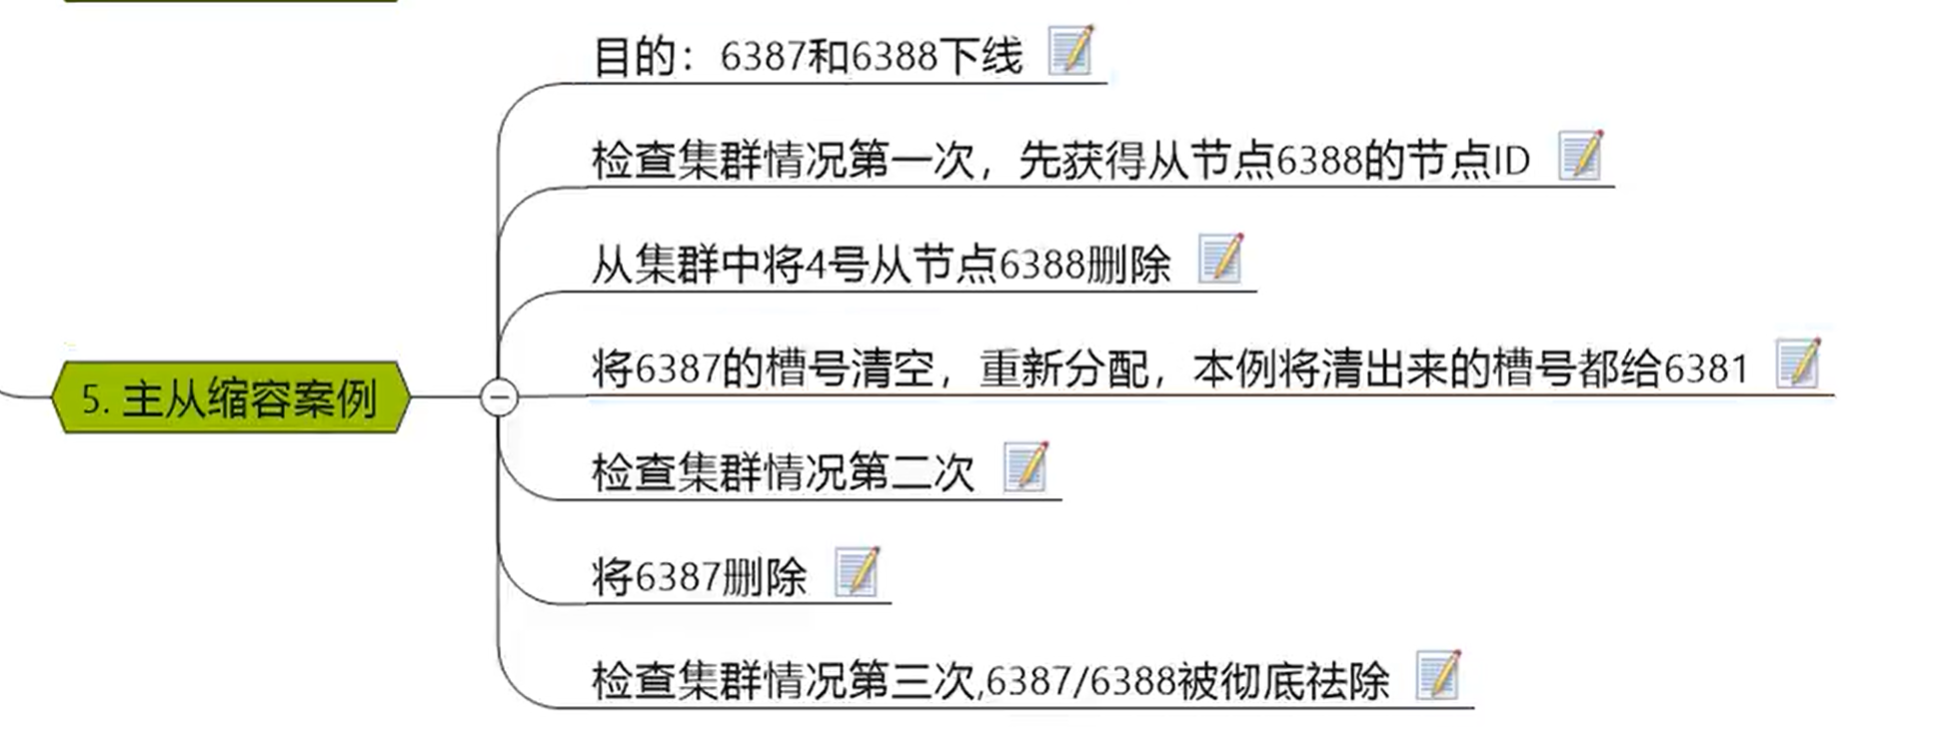 目的：6387和6388下线
检查集群情况第一次，先获得从节点6388的节点ID
从集群中将4号从节点6388删除
将6387的槽号清空，重新分配，本例将清出来的槽号都给6381
5. 主从缩容案例
检查集群情况第二次
将6387删除
检查集群情况第三次,6387/6388被彻底祛除